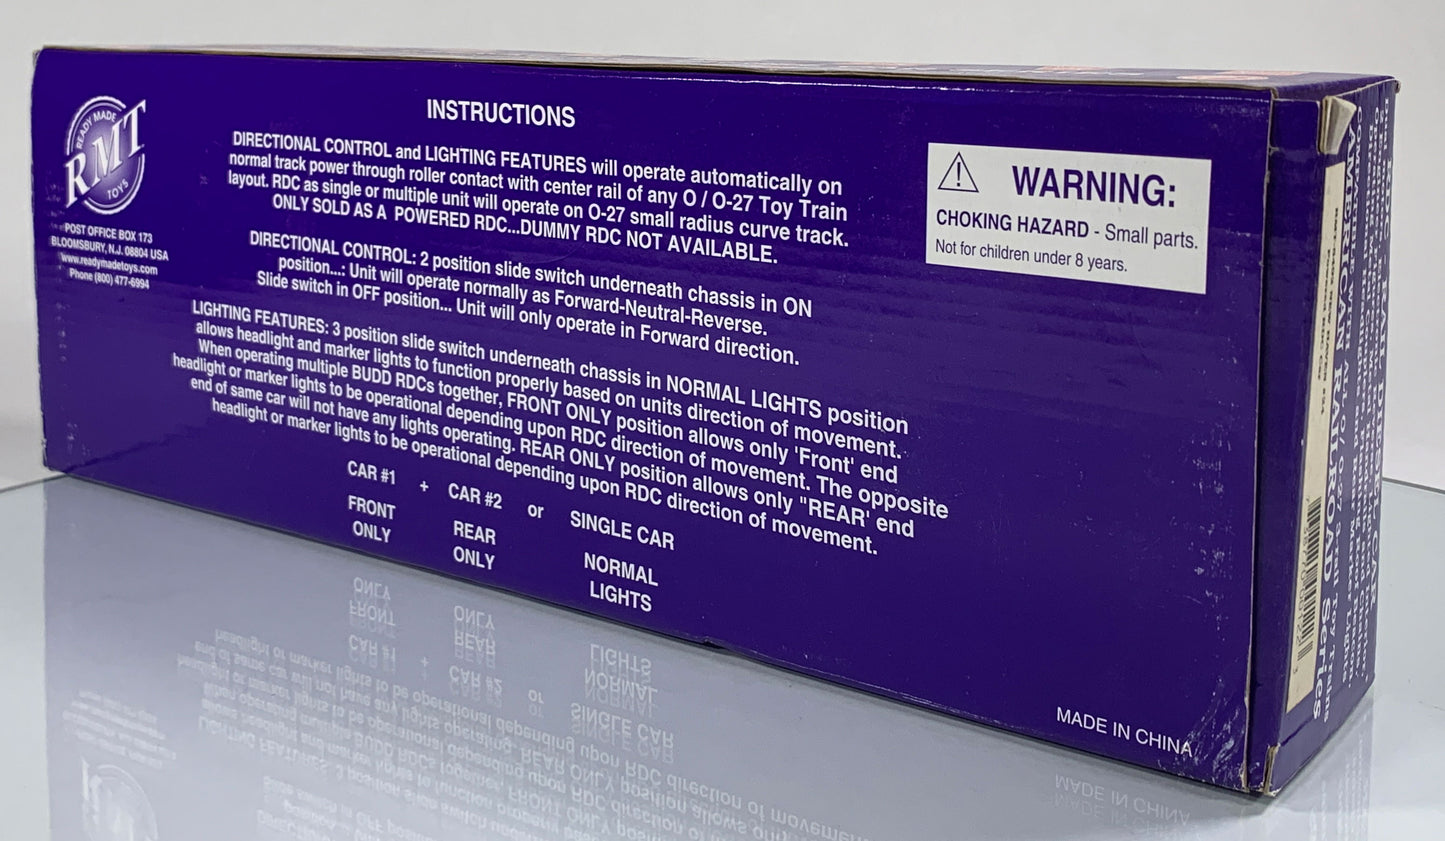 READY MADE
RMT
TOYS
POST OFFICE BOX 173
BLOOMSBURY, N.J. 08804 USA
www.readymadetoys.com
Phone (800) 477-6994
INSTRUCTIONS
DIRECTIONAL CONTROL and LIGHTING FEATURES will operate automatically on
normal track power through roller contact with center rail of any O / O-27 Toy Train
layout. RDC as single or multiple unit will operate on O-27 small radius curve track.
ONLY SOLD AS A POWERED RDC...DUMMY RDC NOT AVAILABLE.
DIRECTIONAL CONTROL: 2 position slide switch underneath chassis in ON
position...: Unit will operate normally as Forward-Neutral-Reverse.
Slide switch in OFF position... Unit will only operate in Forward direction.
LIGHTING FEATURES: 3 position slide switch underneath chassis in NORMAL LIGHTS position
allows headlight and marker lights to function properly based on units direction of movement.
When operating multiple BUDD RDCs together, FRONT ONLY position allows only 'Front' end
headlight or marker lights to be operational depending upon RDC direction of movement. The opposite
end of same car will not have any lights operating. REAR ONLY position allows only "REAR' end
headlight or marker lights to be operational depending upon RDC direction of movement.
CAR #1 + CAR #2 or SINGLE CAR
FRONT REAR NORMAL
ONLY ONLY LIGHTS
WARNING:
CHOKING HAZARD - Small parts.
Not for children under 8 years.
MADE IN CHINA
AMERICAN RAILROAD Series